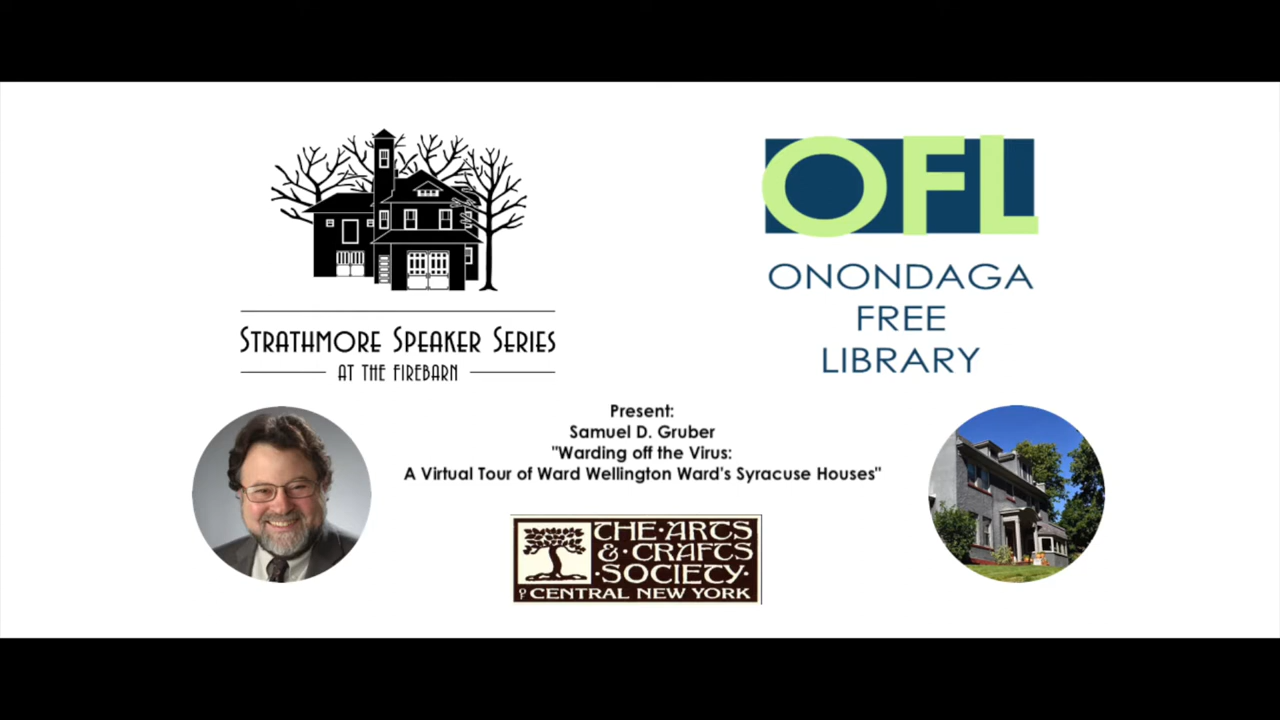 STRATHMORE SPEAKER SERIES
AT THE FIREBARN
OFL
ONONDAGA
FREE
LIBRARY
Present:
Samuel D. Gruber
"Warding off the Virus:
A Virtual Tour of Ward Wellington Ward's Syracuse Houses"
THE·ARTS
&·CRAFTS
·SOCIETY·
OF CENTRAL NEW YORK